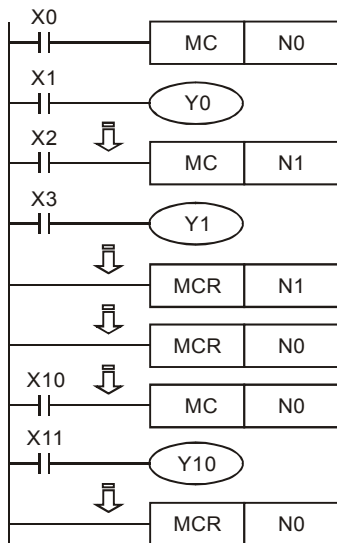 X0
MC N0
X1
Y0
X2
MC N1
X3
Y1
MCR N1
MCR N0
X10
MC N0
X11
Y10
MCR N0